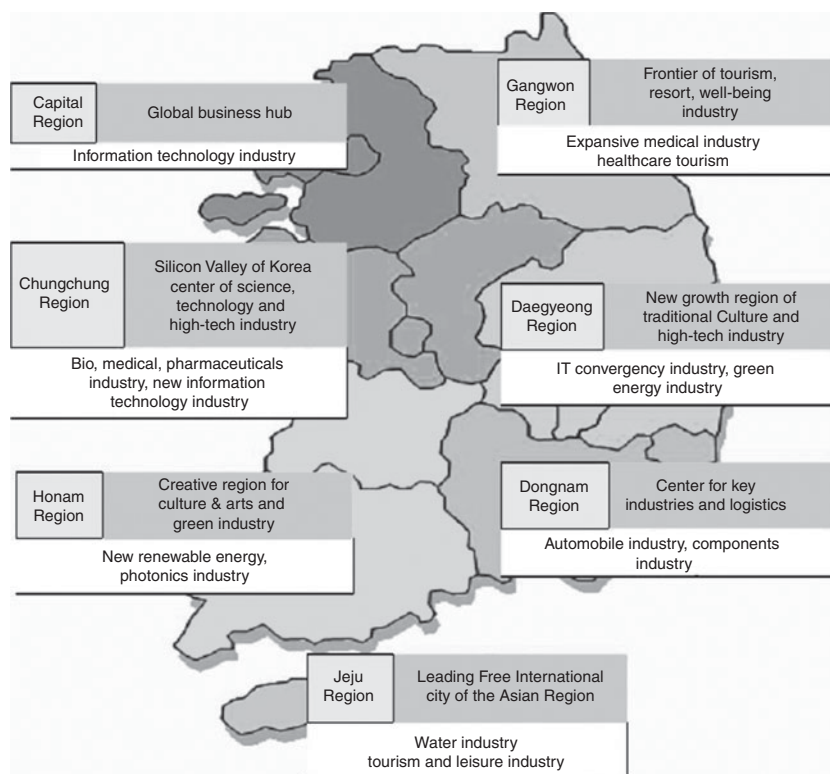 Capital
Region
Global business hub
Information technology industry
Gangwon
Region
Frontier of tourism,
resort, well-being
industry
Expansive medical industry
healthcare tourism
Chungchung
Region
Silicon Valley of Korea
center of science,
technology and
high-tech industry
Bio, medical, pharmaceuticals
industry, new information
technology industry
Daegyeong
Region
New growth region of
traditional Culture and
high-tech industry
IT convergency industry, green
energy industry
Honam
Region
Creative region for
culture & arts and
green industry
New renewable energy,
photonics industry
Dongnam
Region
Center for key
industries and logistics
Automobile industry, components
industry
Jeju
Region
Leading Free International
city of the Asian Region
Water industry
tourism and leisure industry